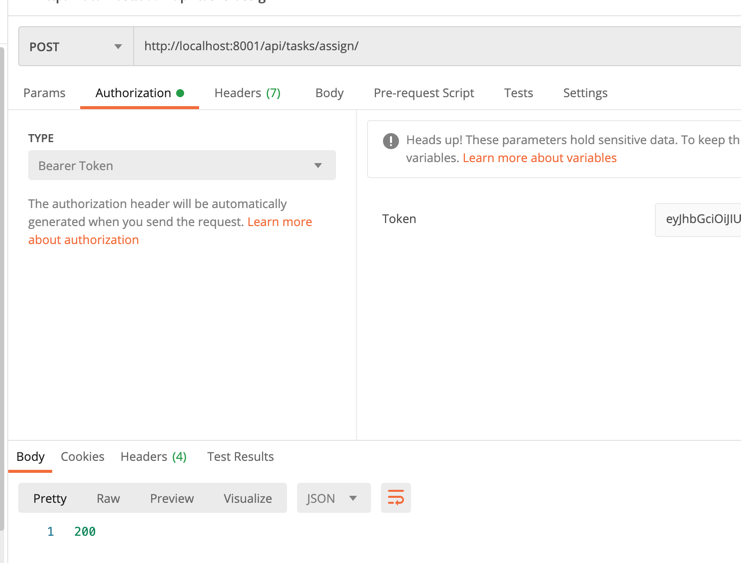 POST
http://localhost:8001/api/tasks/assign/
Params Authorization Headers (7) Body Pre-request Script Tests Settings
TYPE
Bearer Token
The authorization header will be automatically
generated when you send the request. Learn more
about authorization
Heads up! These parameters hold sensitive data. To keep th
variables. Learn more about variables
Token
eyJhbGciOiJIU
Body Cookies Headers (4) Test Results
Pretty Raw Preview Visualize JSON
1 200